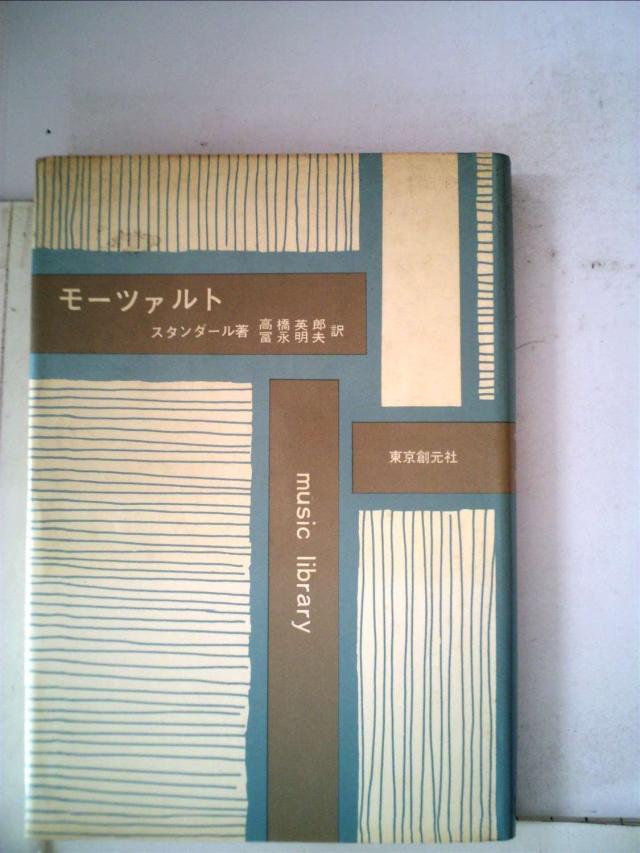 モーツァルト
スタンダール著 高橋英郎 冨永明夫 訳
東京創元社
music library